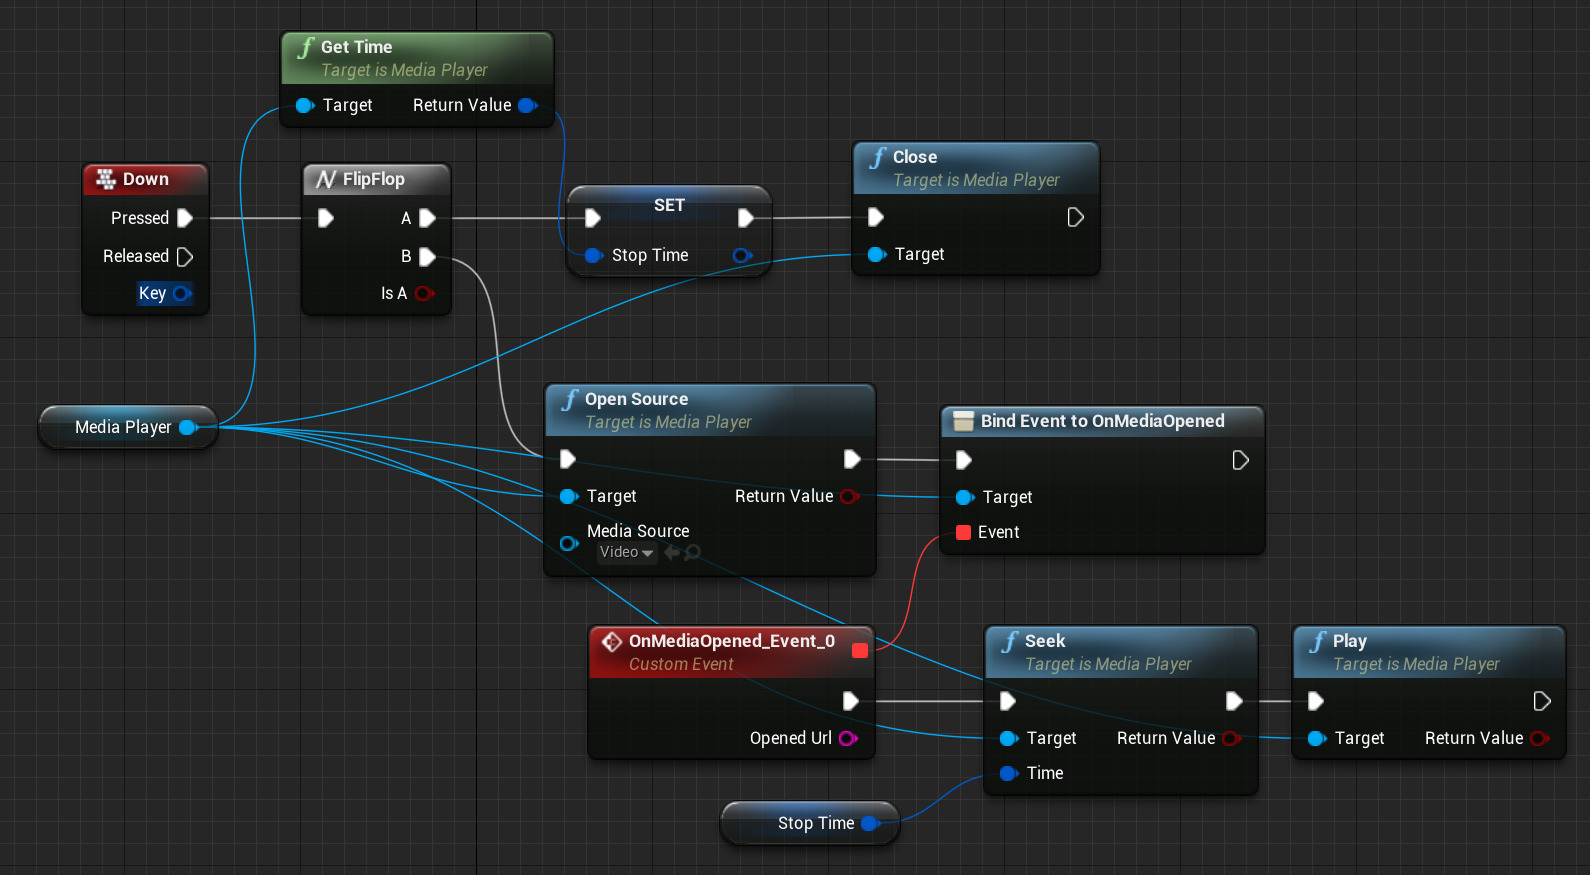 Get Time
Target is Media Player
Target
Return Value
Down
Pressed
Released
Key
FlipFlop
A
B
Is A
SET
Stop Time
Close
Target is Media Player
Target
Media Player
Open Source
Target is Media Player
Target
Return Value
Media Source
Video
Bind Event to OnMediaOpened
Target
Event
OnMediaOpened_Event_0
Custom Event
Opened Url
Seek
Target is Media Player
Target
Return Value
Time
Play
Target is Media Player
Target
Return Value
Stop Time